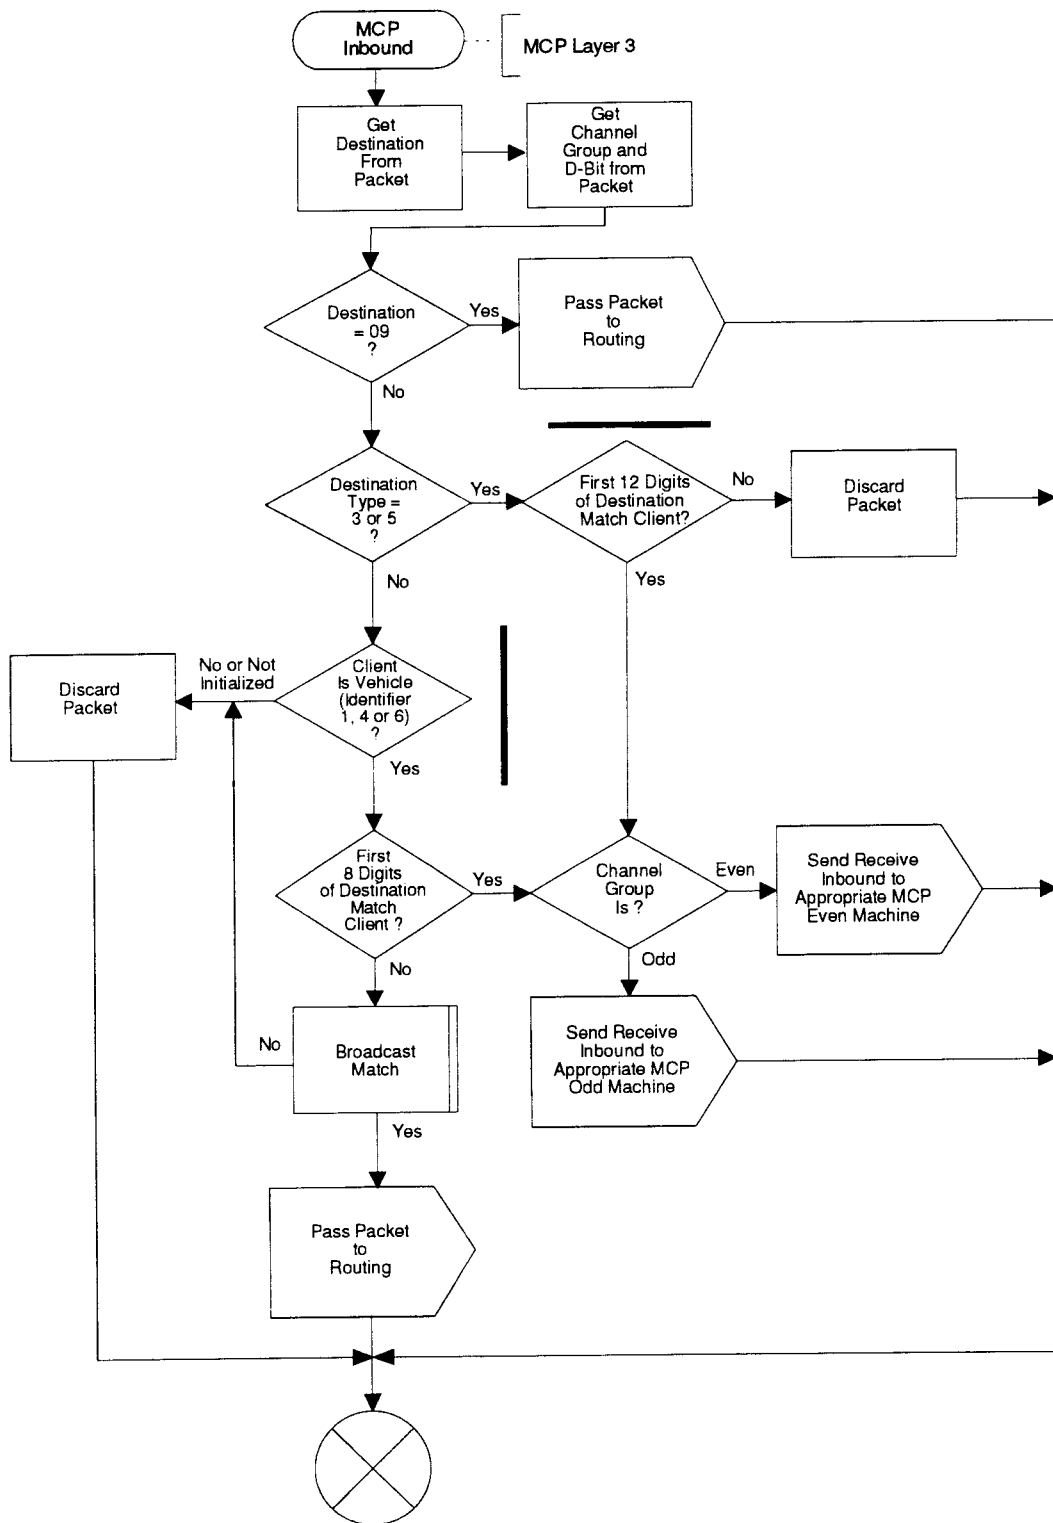 MCP
Inbound
MCP Layer 3
Get
Destination
From
Packet
Get
Channel
Group and
D-Bit from
Packet
Destination
= 09
?
Yes
Pass Packet
to
Routing
No
Destination
Type =
3 or 5
?
Yes
First 12 Digits
of Destination
Match Client?
No
Discard
Packet
No
Yes
Discard
Packet
No or Not
Initialized
Client
Is Vehicle
(Identifier
1, 4 or 6)
?
Yes
First
8 Digits
of Destination
Match
Client ?
Yes
Channel
Group
Is ?
Even
Send Receive
Inbound to
Appropriate MCP
Even Machine
No
Odd
No
Broadcast
Match
Send Receive
Inbound to
Appropriate MCP
Odd Machine
Yes
Pass Packet
to
Routing